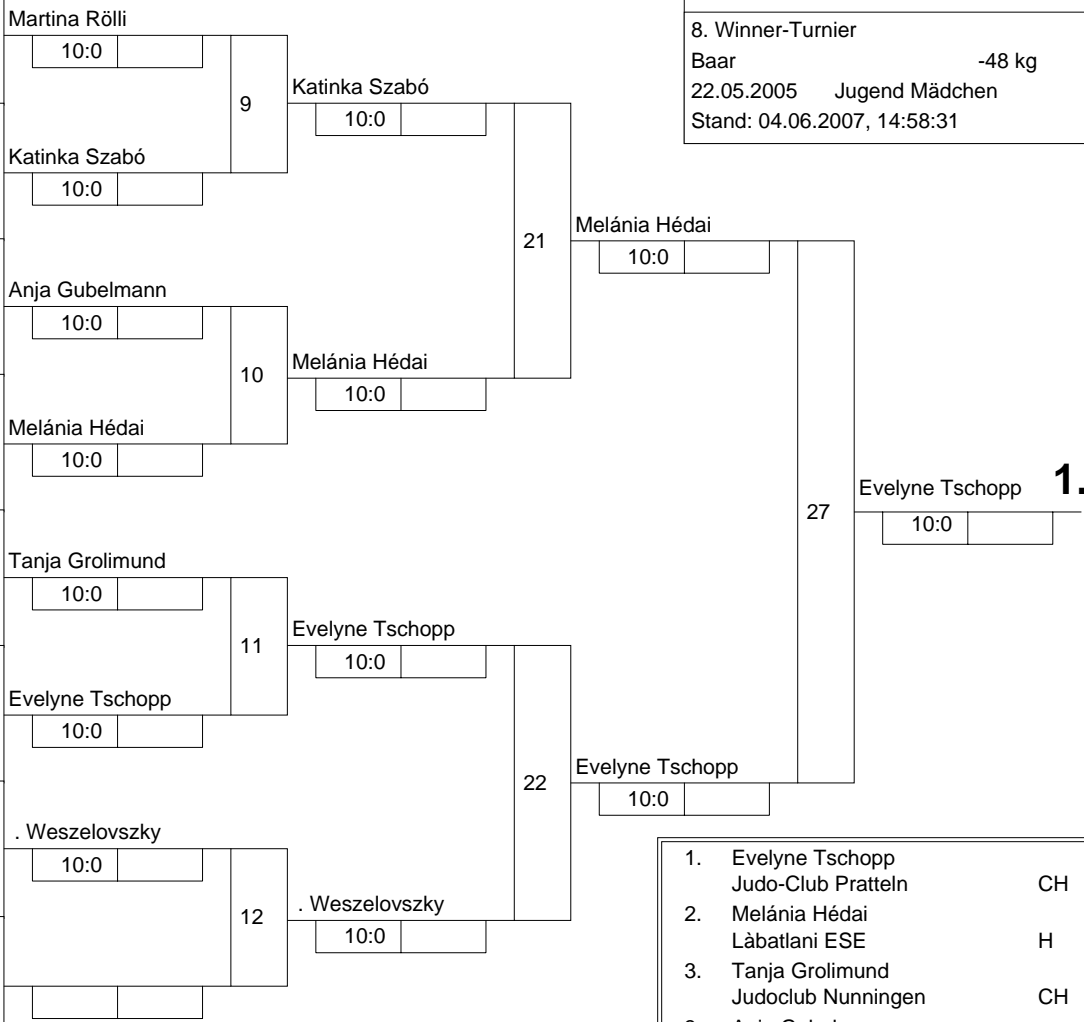 Martina Rölli
10:0
9
Katinka Szabó
10:0
Katinka Szabó
10:0
8. Winner-Turnier
Baar -48 kg
22.05.2005 Jugend Mädchen
Stand: 04.06.2007, 14:58:31
21
Melánia Hédai
10:0
Anja Gubelmann
10:0
10
Melánia Hédai
10:0
Melánia Hédai
10:0
27
Evelyne Tschopp 1.
10:0
Tanja Grolimund
10:0
11
Evelyne Tschopp
10:0
Evelyne Tschopp
10:0
22
Evelyne Tschopp
10:0
. Weszelovszky
10:0
12
. Weszelovszky
10:0
1. Evelyne Tschopp
Judo-Club Pratteln CH
2. Melánia Hédai
Làbatlani ESE H
3. Tanja Grolimund
Judoclub Nunningen CH